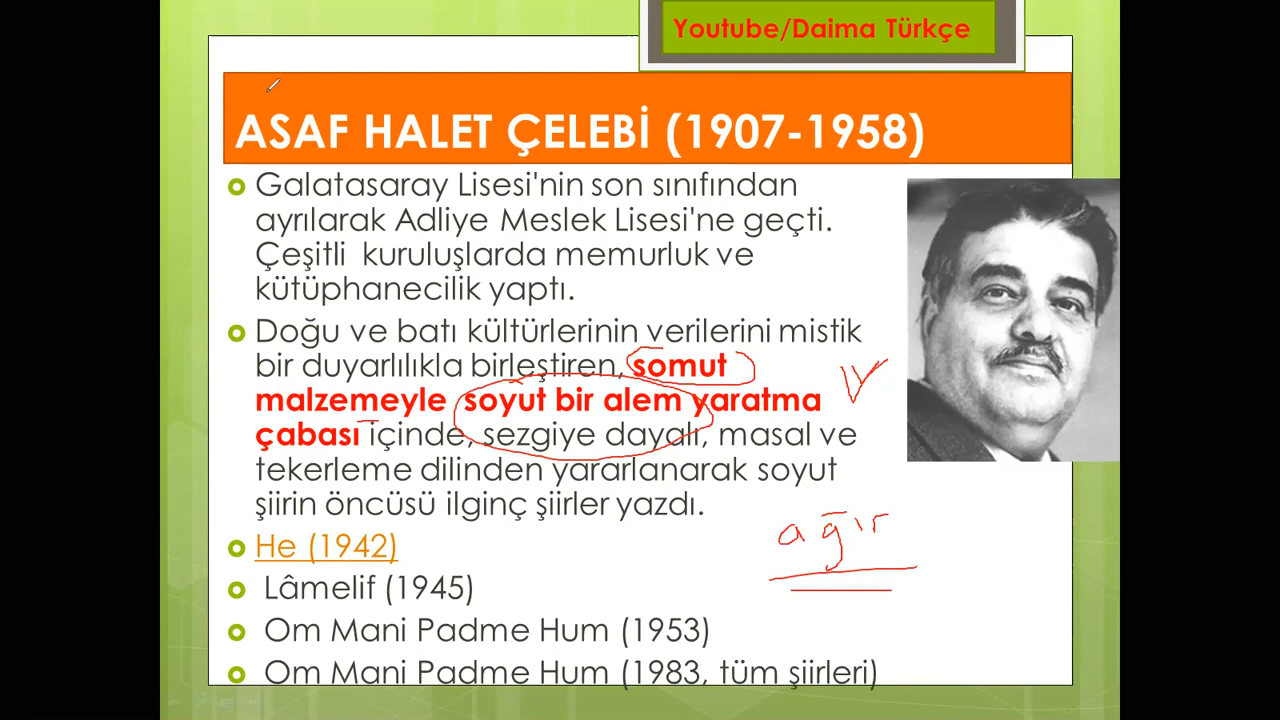 Youtube/Daima Türkçe
ASAF HALET ÇELEBİ (1907-1958)
Galatasaray Lisesi'nin son sınıfından
ayrılarak Adliye Meslek Lisesi'ne geçti.
Çeşitli kuruluşlarda memurluk ve
kütüphanecilik yaptı.
Doğu ve batı kültürlerinin verilerini mistik
bir duyarlılıkla birleştiren, somut
malzemeyle soyut bir alem yaratma
çabası içinde, sezgiye dayalı, masal ve
tekerleme dilinden yararlanarak soyut
şiirin öncüsü ilginç şiirler yazdı.
ağır
He (1942)
Lâmelif (1945)
Om Mani Padme Hum (1953)
Om Mani Padme Hum (1983, tüm şiirleri)